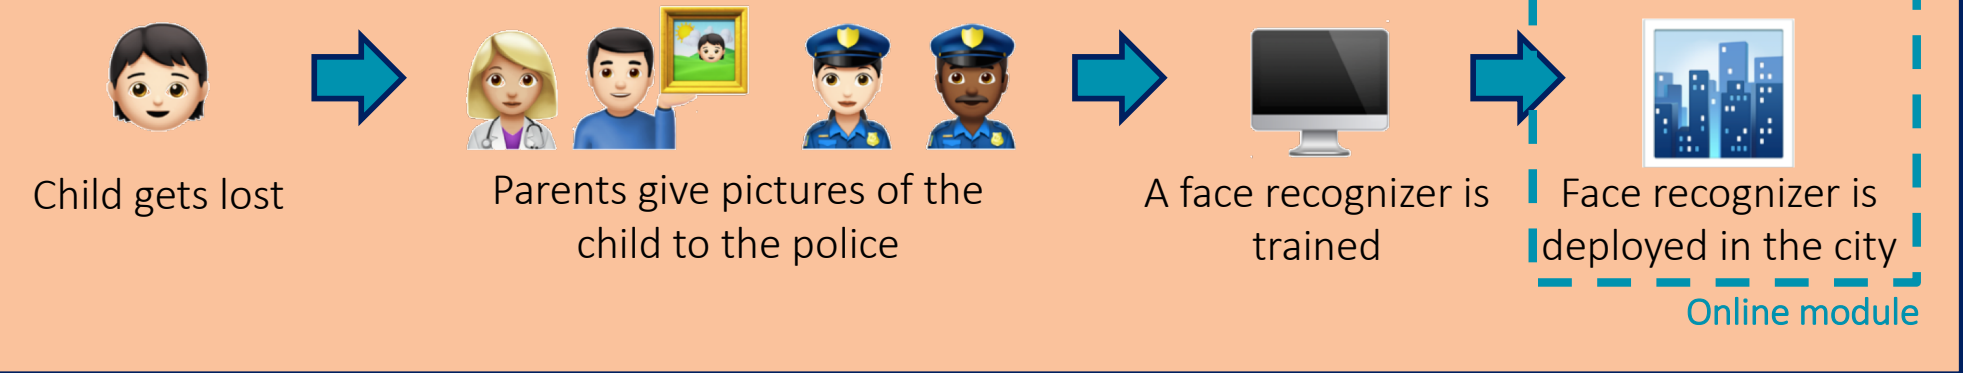 Child gets lost
Parents give pictures of the
child to the police
A face recognizer is
trained
Face recognizer is
deployed in the city
Online module